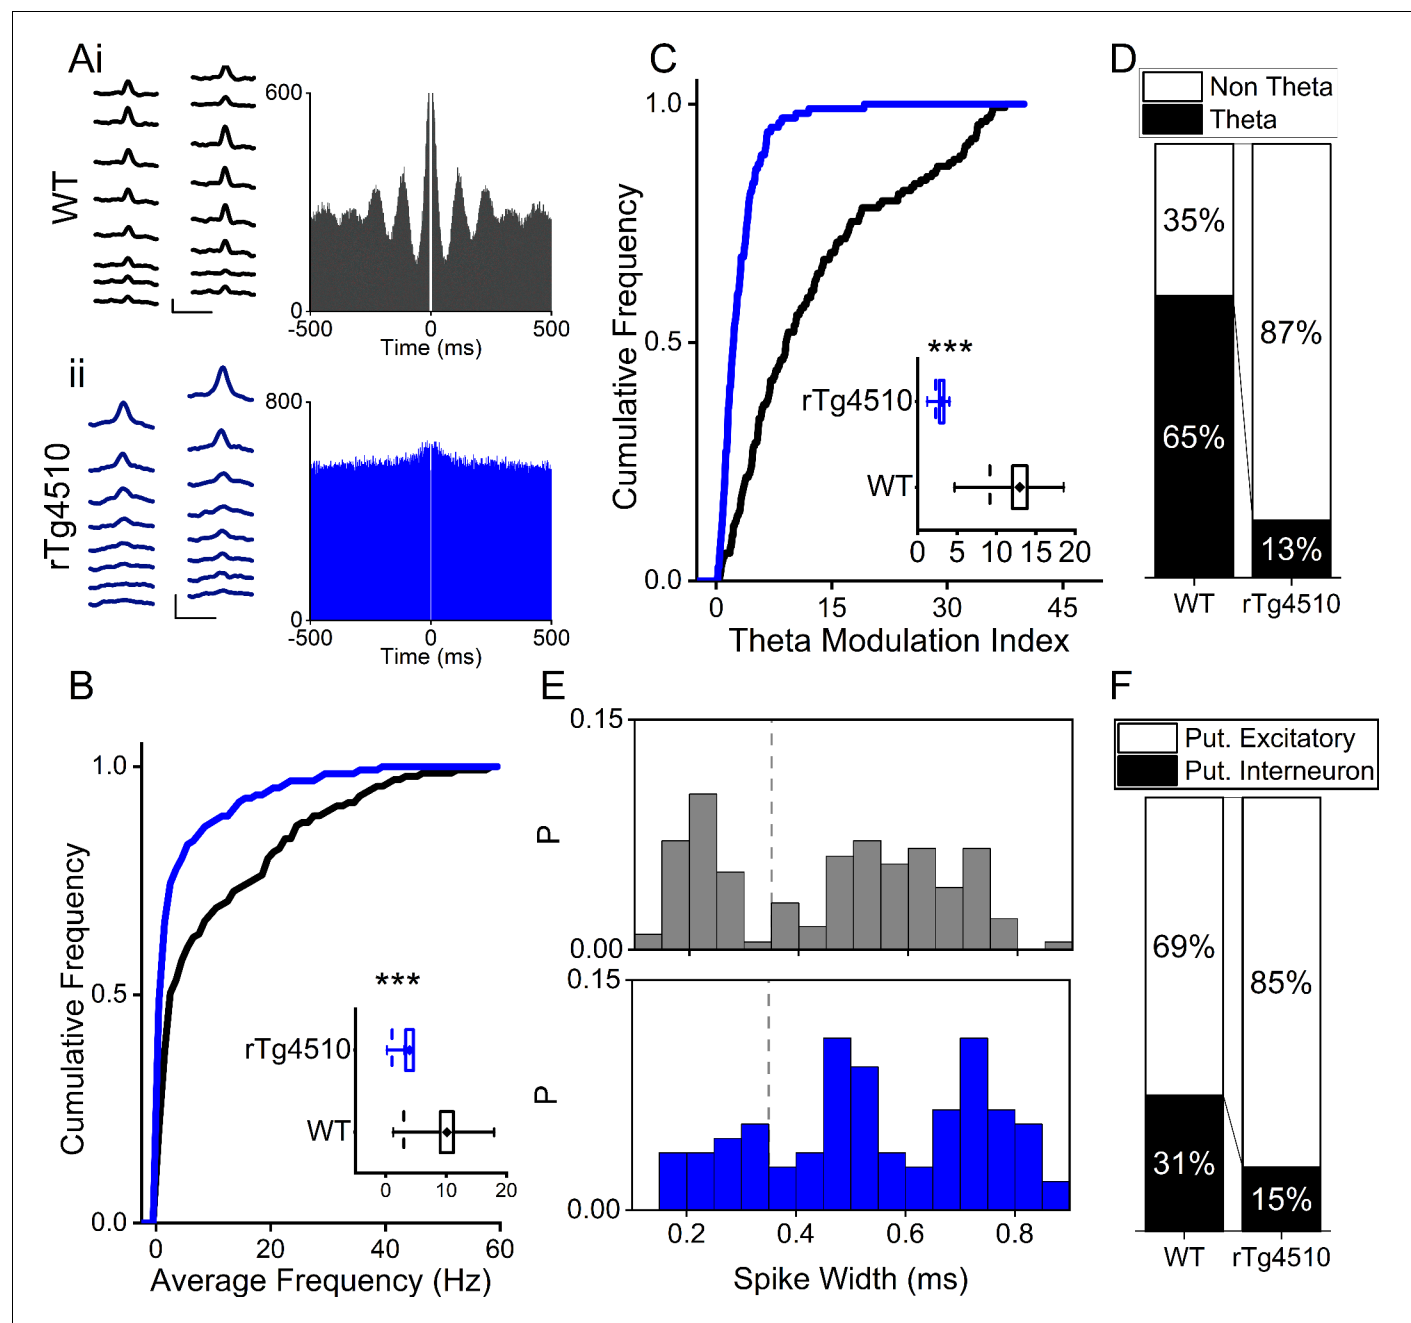 Ai
WT
600
0
-500
0
500
Time (ms)
ii
rTg4510
800
0
-500
0
500
Time (ms)
B
Cumulative Frequency
1.0
0.5
0.0
0
20
40
60
Average Frequency (Hz)
***
rTg4510
WT
0
10
20
C
Cumulative Frequency
1.0
0.5
0.0
0
15
30
45
Theta Modulation Index
***
rTg4510
WT
0
5
10
15
20
D
Non Theta
Theta
35%
65%
87%
13%
WT
rTg4510
E
0.15
P
0.00
0.15
P
0.00
0.2
0.4
0.6
0.8
Spike Width (ms)
F
Put. Excitatory
Put. Interneuron
69%
31%
85%
15%
WT
rTg4510